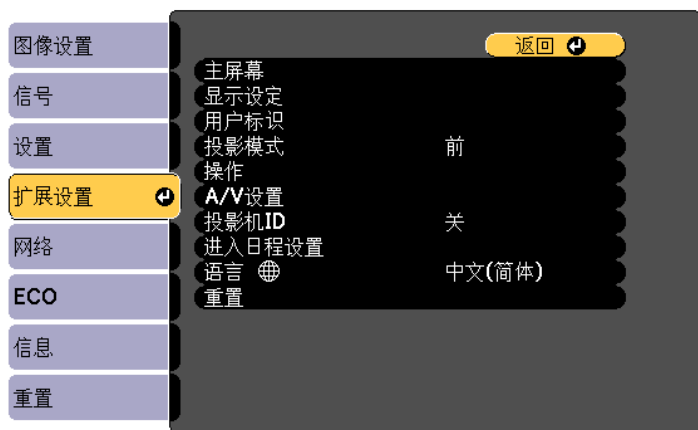 图像设置
信号
设置
扩展设置
网络
ECO
信息
重置
返回
主屏幕
显示设定
用户标识
投影模式 前
操作
A/V设置
投影机ID 关
进入日程设置
语言 中文(简体)
重置